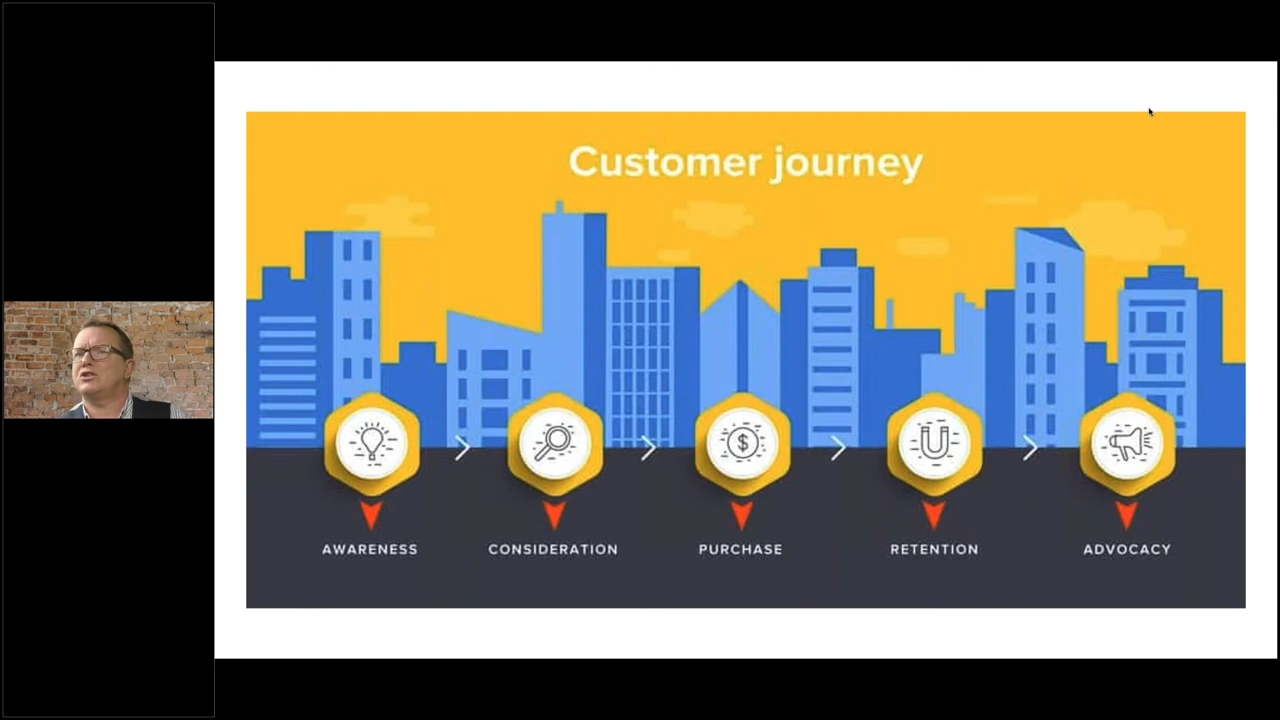 Customer journey
$
AWARENESS
CONSIDERATION
PURCHASE
RETENTION
ADVOCACY